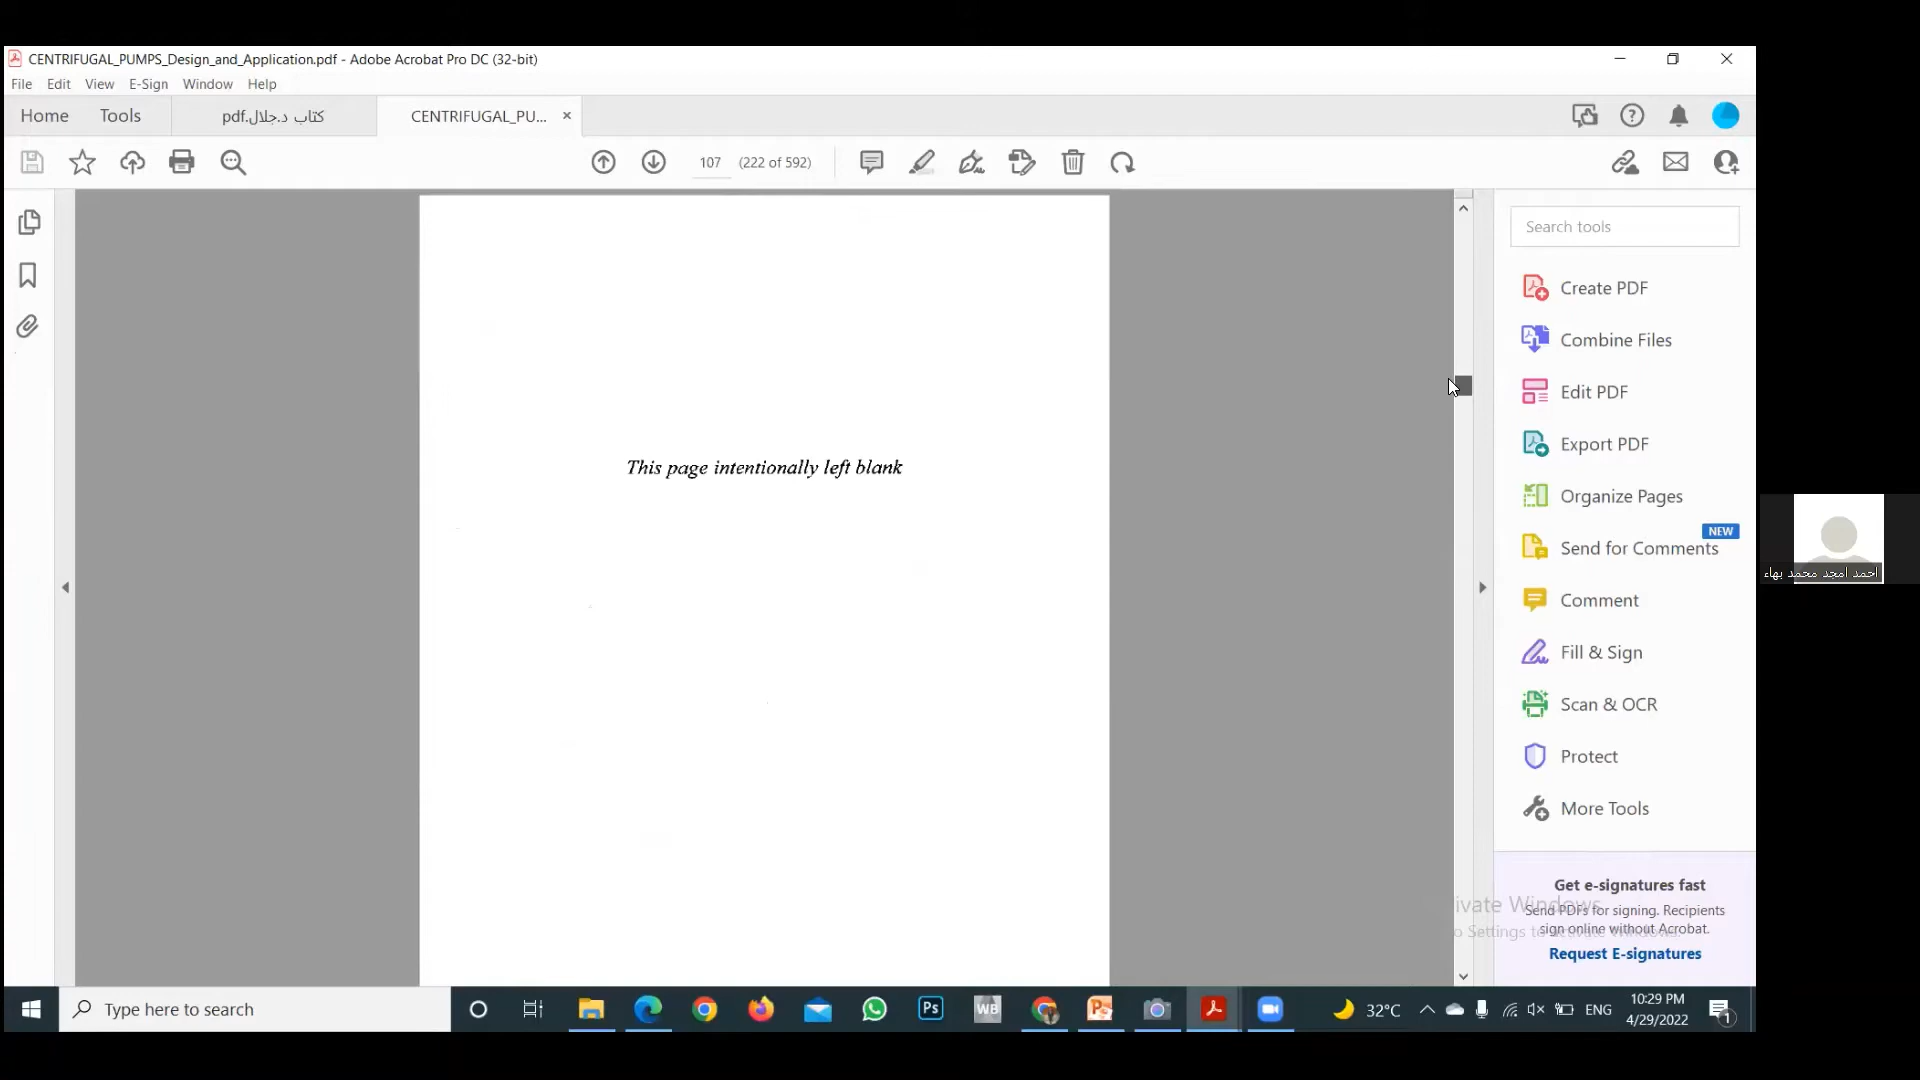 CENTRIFUGAL_PUMPS_Design_and_Application.pdf - Adobe Acrobat Pro DC (32-bit)
File Edit View E-Sign Window Help
Home Tools كتاب د.جلال.pdf CENTRIFUGAL_PU... ×
107 (222 of 592)
Search tools
This page intentionally left blank
Create PDF
Combine Files
Edit PDF
Export PDF
Organize Pages
NEW
Send for Comments
Comment
Fill & Sign
Scan & OCR
Protect
More Tools
Get e-signatures fast
Send PDFs for signing. Recipients
sign online without Acrobat.
Request E-signatures
احمد امجد محمد بهاء
Type here to search
Ps
WB
32°C
ENG
10:29 PM
4/29/2022
1